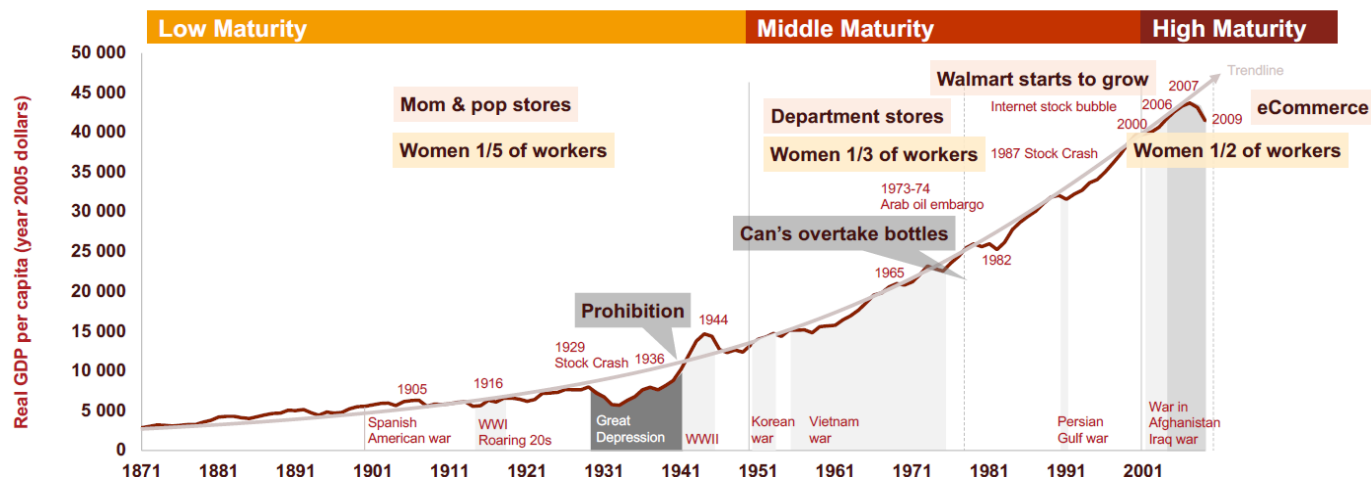 Low Maturity
Middle Maturity
High Maturity
Real GDP per capita (year 2005 dollars)
50 000
45 000
40 000
35 000
30 000
25 000
20 000
15 000
10 000
5 000
0
Mom & pop stores
Women 1/5 of workers
Department stores
Women 1/3 of workers
Walmart starts to grow
Trendline
Internet stock bubble
2000
2006
2007
2009
eCommerce
1987 Stock Crash
Women 1/2 of workers
1973-74
Arab oil embargo
Can's overtake bottles
1965
1982
Prohibition
1944
1929
Stock Crash
1936
1905
1916
Spanish
American war
WWI
Roaring 20s
Great
Depression
WWII
Korean
war
Vietnam
war
Persian
Gulf war
War in
Afghanistan
Iraq war
1871
1881
1891
1901
1911
1921
1931
1941
1951
1961
1971
1981
1991
2001